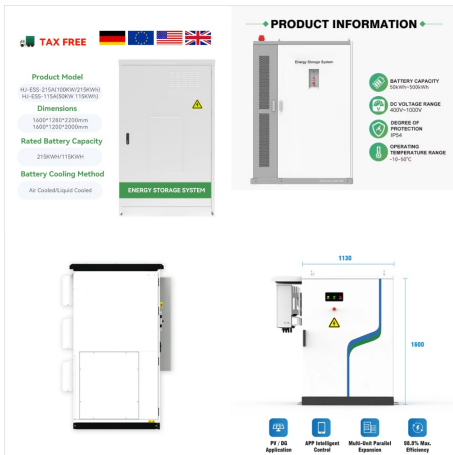 TAX FREE
Product Model
HJ-ESS-215A(100KW/215KWh)
HJ-ESS-115A(50KW 115KWh)
Dimensions
1600*1280*2200mm
1600*1200*2000mm
Rated Battery Capacity
215KWH/115KWH
Battery Cooling Method
Air Cooled/Liquid Cooled
ENERGY STORAGE SYSTEM
PRODUCT INFORMATION
Energy Storage System
BATTERY CAPACITY
50kWh~500kWh
DC VOLTAGE RANGE
400V~1000V
DEGREE OF
PROTECTION
IP54
OPERATING
TEMPERATURE RANGE
-10~50°C
1130
1600
PV / DG
Application
APP Intelligent
Control
Multi-Unit Parallel
Expansion
98.8% Max.
Efficiency